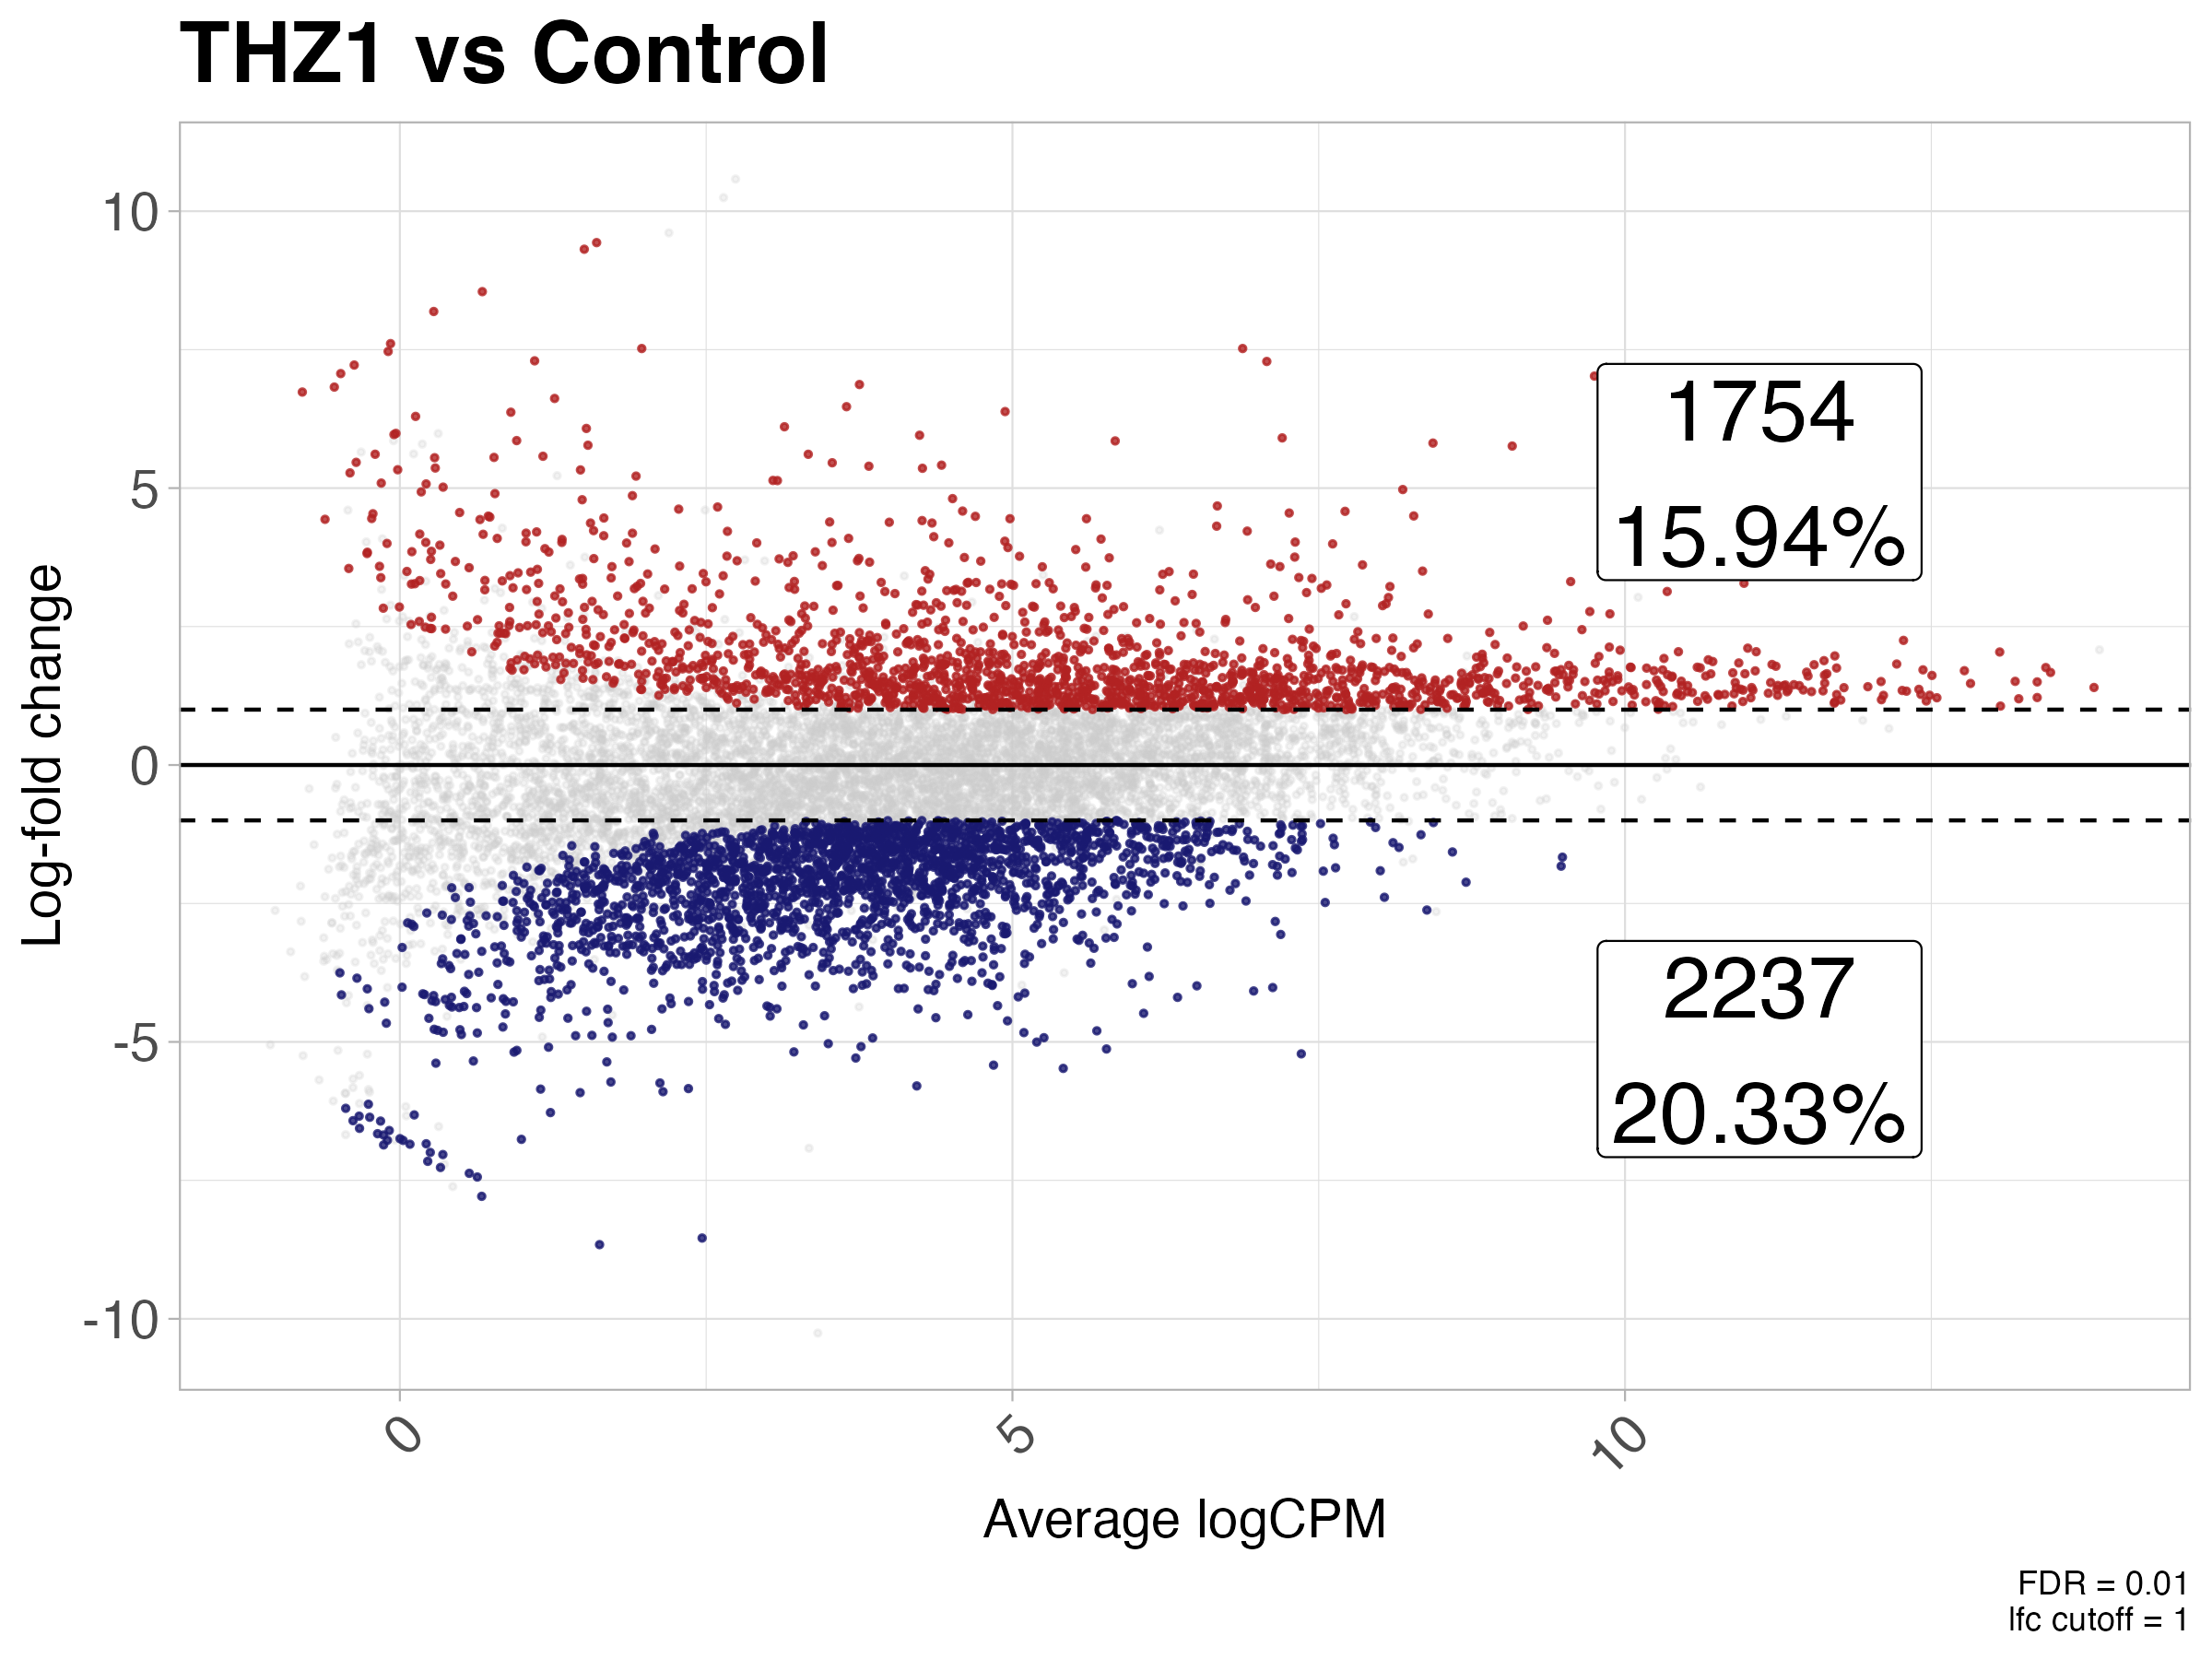 THZ1 vs Control
Log-fold change
10
5
0
-5
-10
1754
15.94%
2237
20.33%
0
5
10
Average logCPM
FDR = 0.01
lfc cutoff = 1